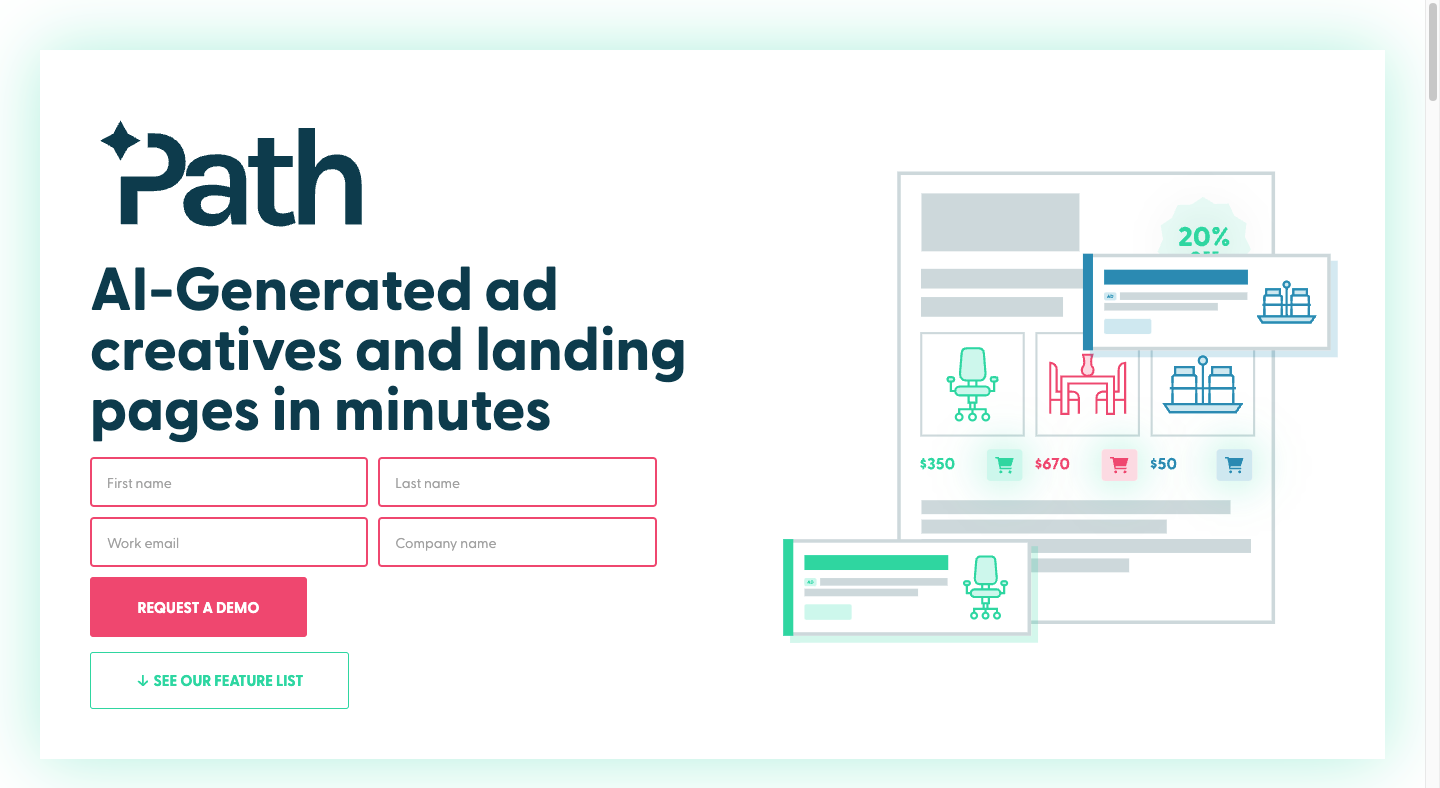 Path
AI-Generated ad
creatives and landing
pages in minutes
First name
Last name
Work email
Company name
REQUEST A DEMO
↓ SEE OUR FEATURE LIST
20%
AD
$350
$670
$50
AD